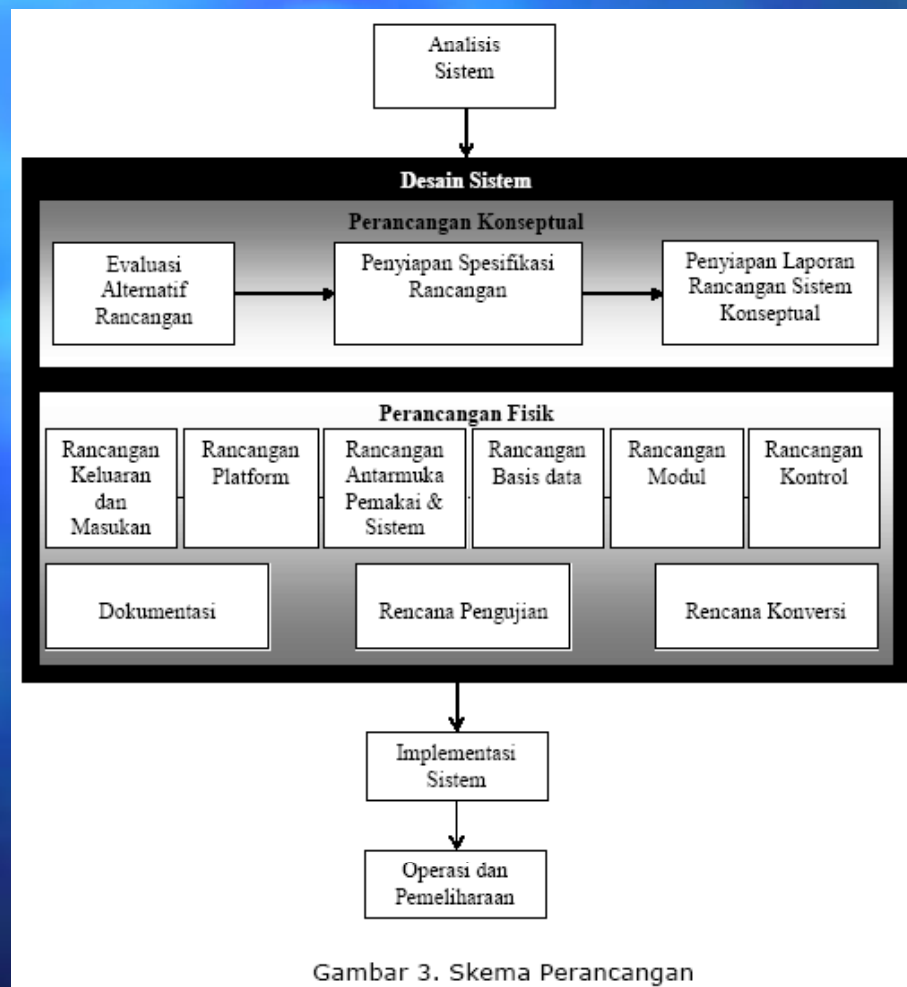 Analisis
Sistem
Desain Sistem
Perancangan Konseptual
Evaluasi
Alternatif
Rancangan
Penyiapan Spesifikasi
Rancangan
Penyiapan Laporan
Rancangan Sistem
Konseptual
Perancangan Fisik
Rancangan
Keluaran
dan
Masukan
Rancangan
Platform
Rancangan
Antarmuka
Pemakai &
Sistem
Rancangan
Basis data
Rancangan
Modul
Rancangan
Kontrol
Dokumentasi
Rencana Pengujian
Rencana Konversi
Implementasi
Sistem
Operasi dan
Pemeliharaan
Gambar 3. Skema Perancangan